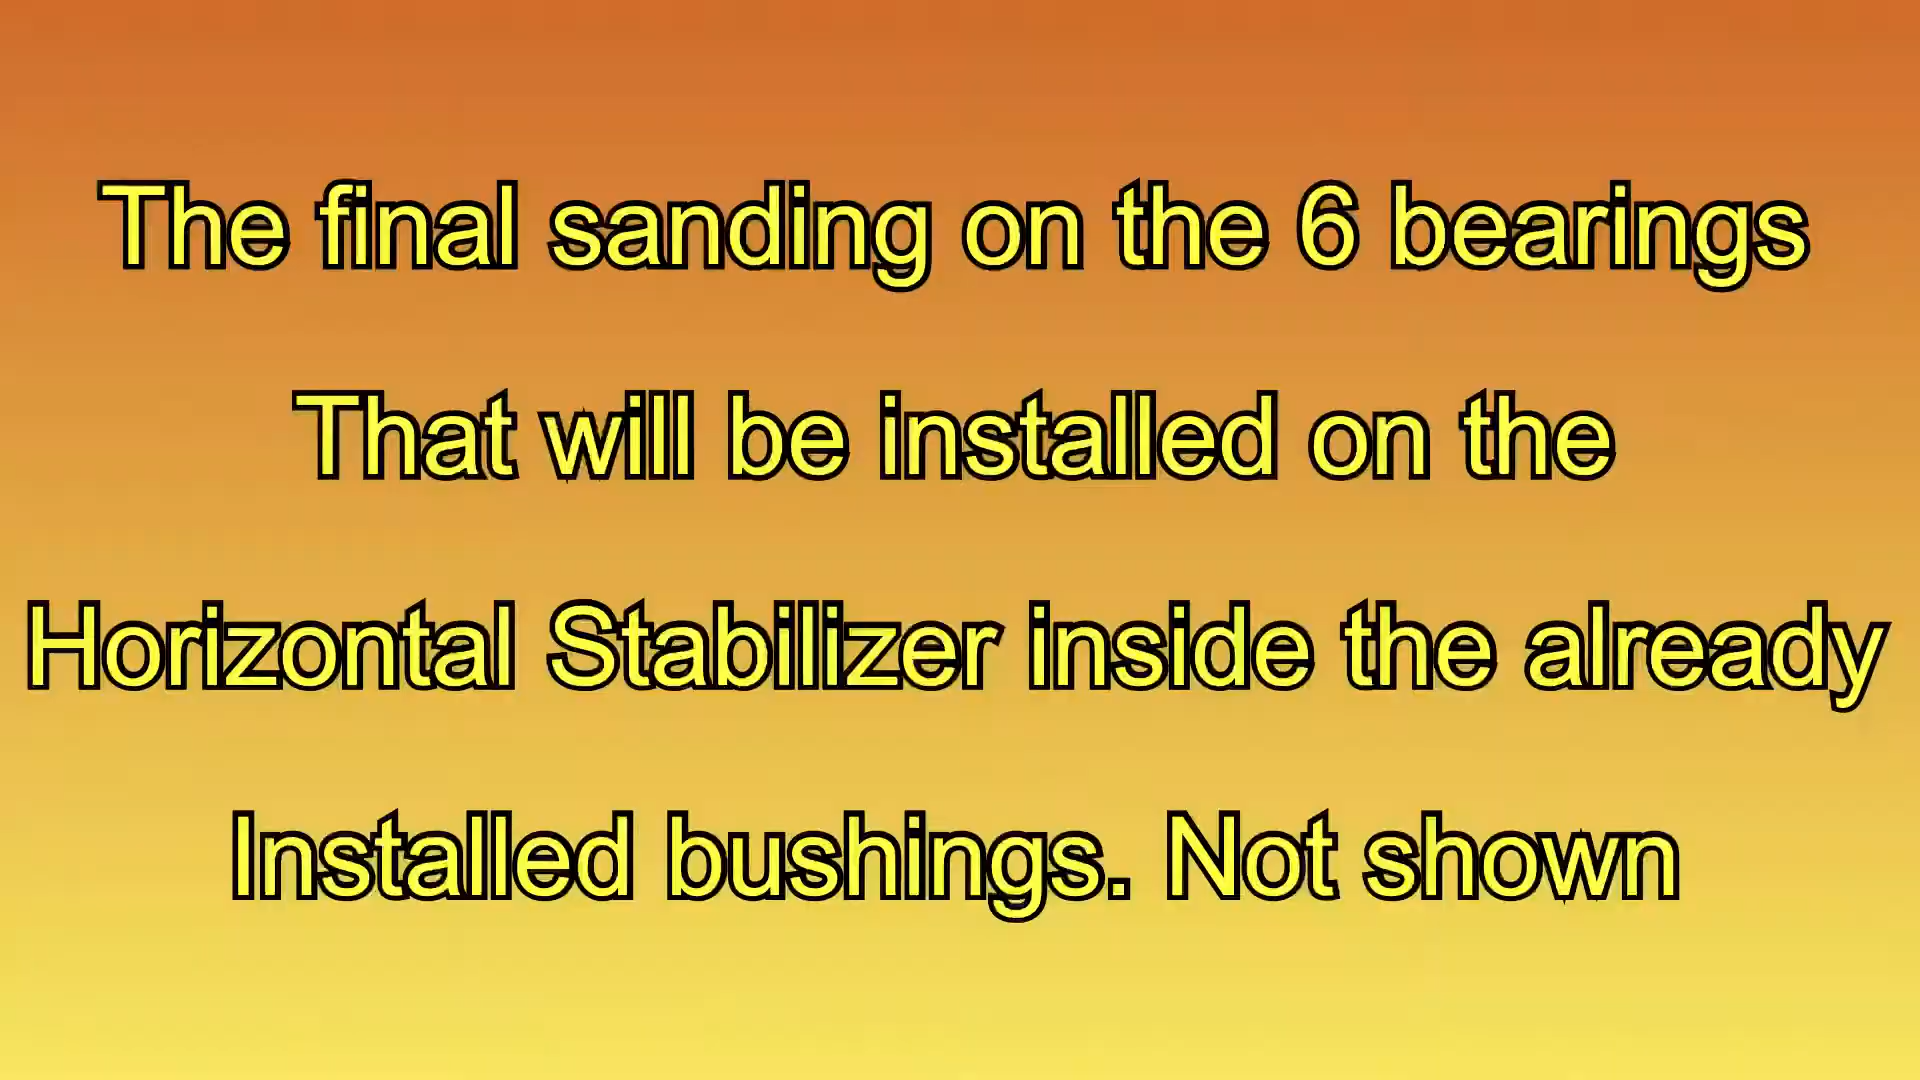 The final sanding on the 6 bearings
That will be installed on the
Horizontal Stabilizer inside the already
Installed bushings. Not shown